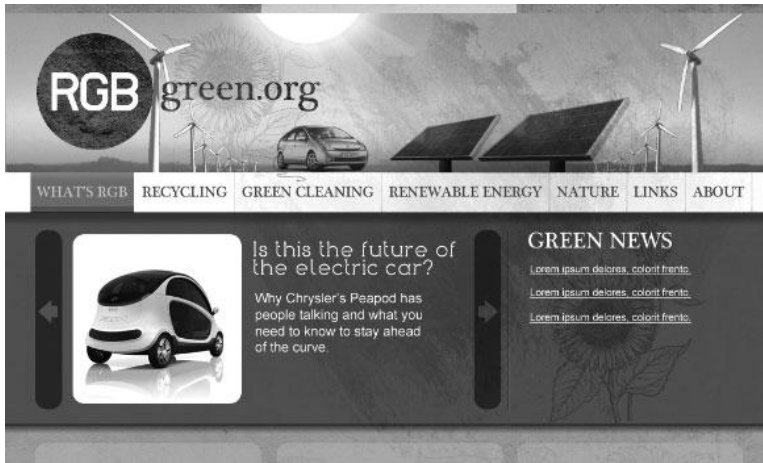 RGB green.org
WHAT'S RGB RECYCLING GREEN CLEANING RENEWABLE ENERGY NATURE LINKS ABOUT
Is this the future of
the electric car?
Why Chrysler's Peapod has
people talking and what you
need to know to stay ahead
of the curve.
GREEN NEWS
Lorem ipsum delores, colorit frento.
Lorem ipsum delores, colorit frento.
Lorem ipsum delores, colorit frento.